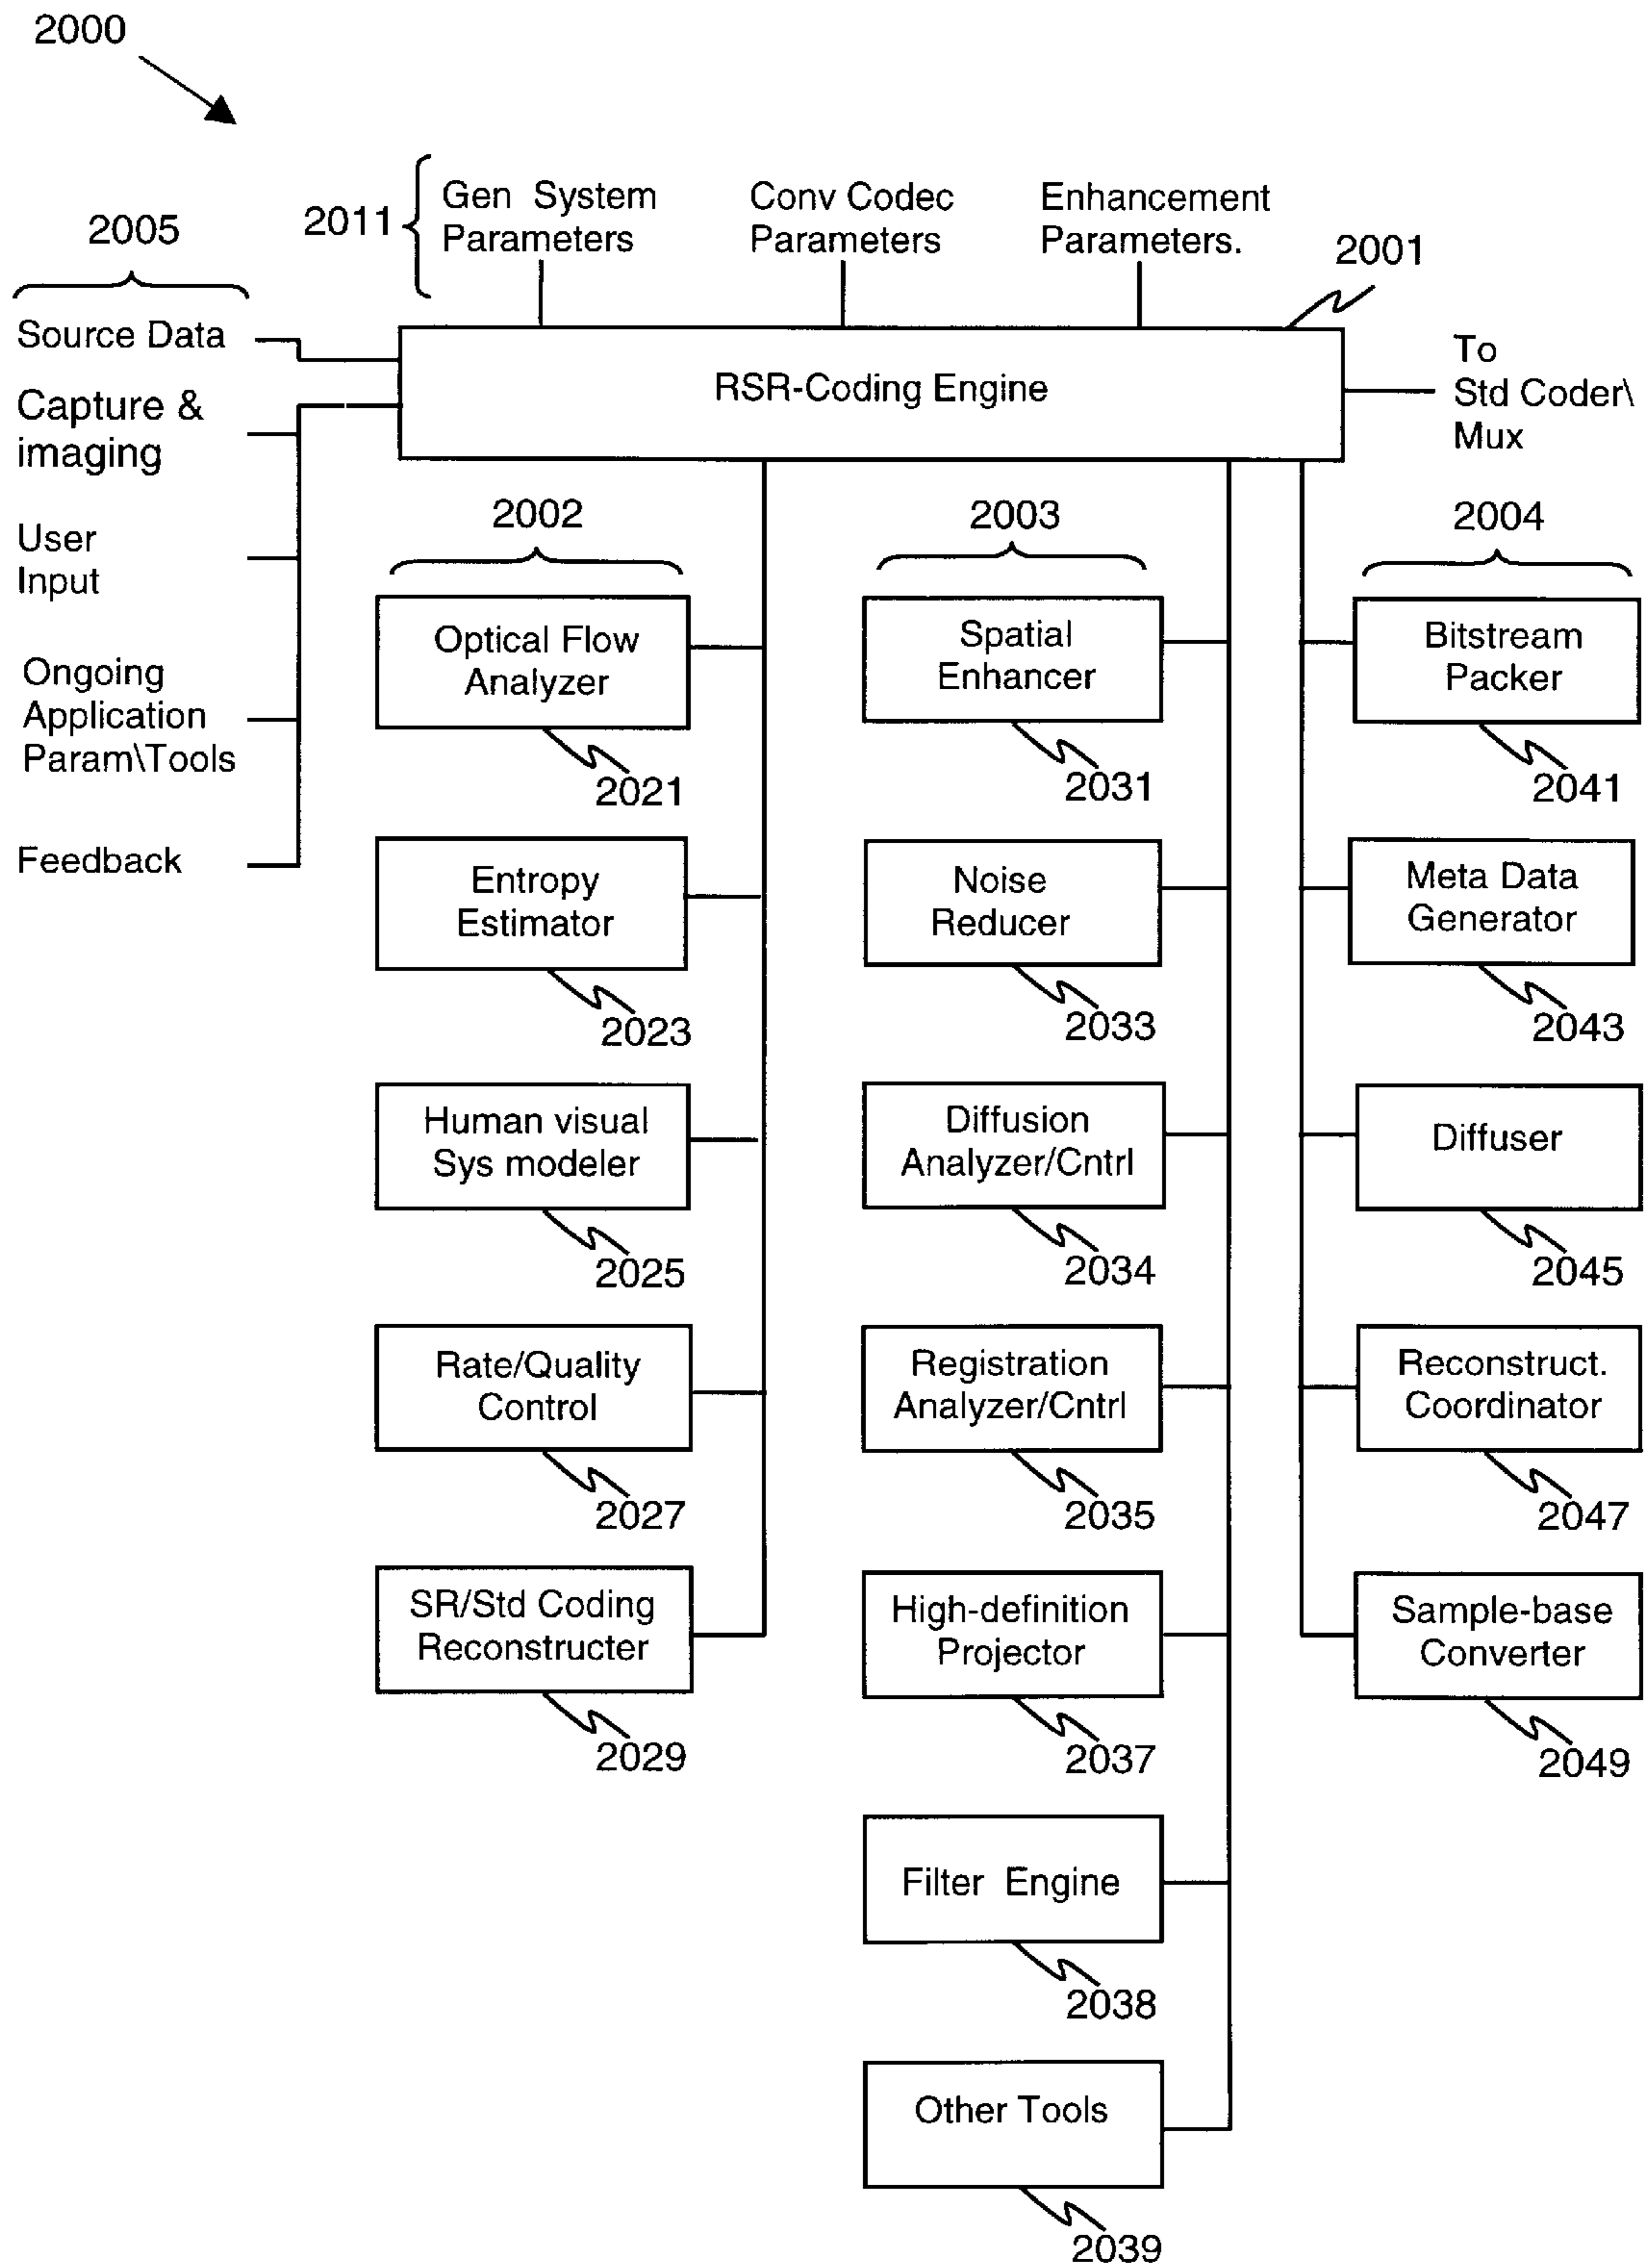 2000
2011
Gen System
Parameters
Conv Codec
Parameters
Enhancement
Parameters.
2001
2005
Source Data
Capture &
imaging
User
Input
Ongoing
Application
Param\Tools
Feedback
RSR-Coding Engine
To
Std Coder\
Mux
2002
Optical Flow
Analyzer
2021
Entropy
Estimator
2023
Human visual
Sys modeler
2025
Rate/Quality
Control
2027
SR/Std Coding
Reconstructer
2029
2003
Spatial
Enhancer
2031
Noise
Reducer
2033
Diffusion
Analyzer/Cntrl
2034
Registration
Analyzer/Cntrl
2035
High-definition
Projector
2037
Filter Engine
2038
Other Tools
2039
2004
Bitstream
Packer
2041
Meta Data
Generator
2043
Diffuser
2045
Reconstruct.
Coordinator
2047
Sample-base
Converter
2049